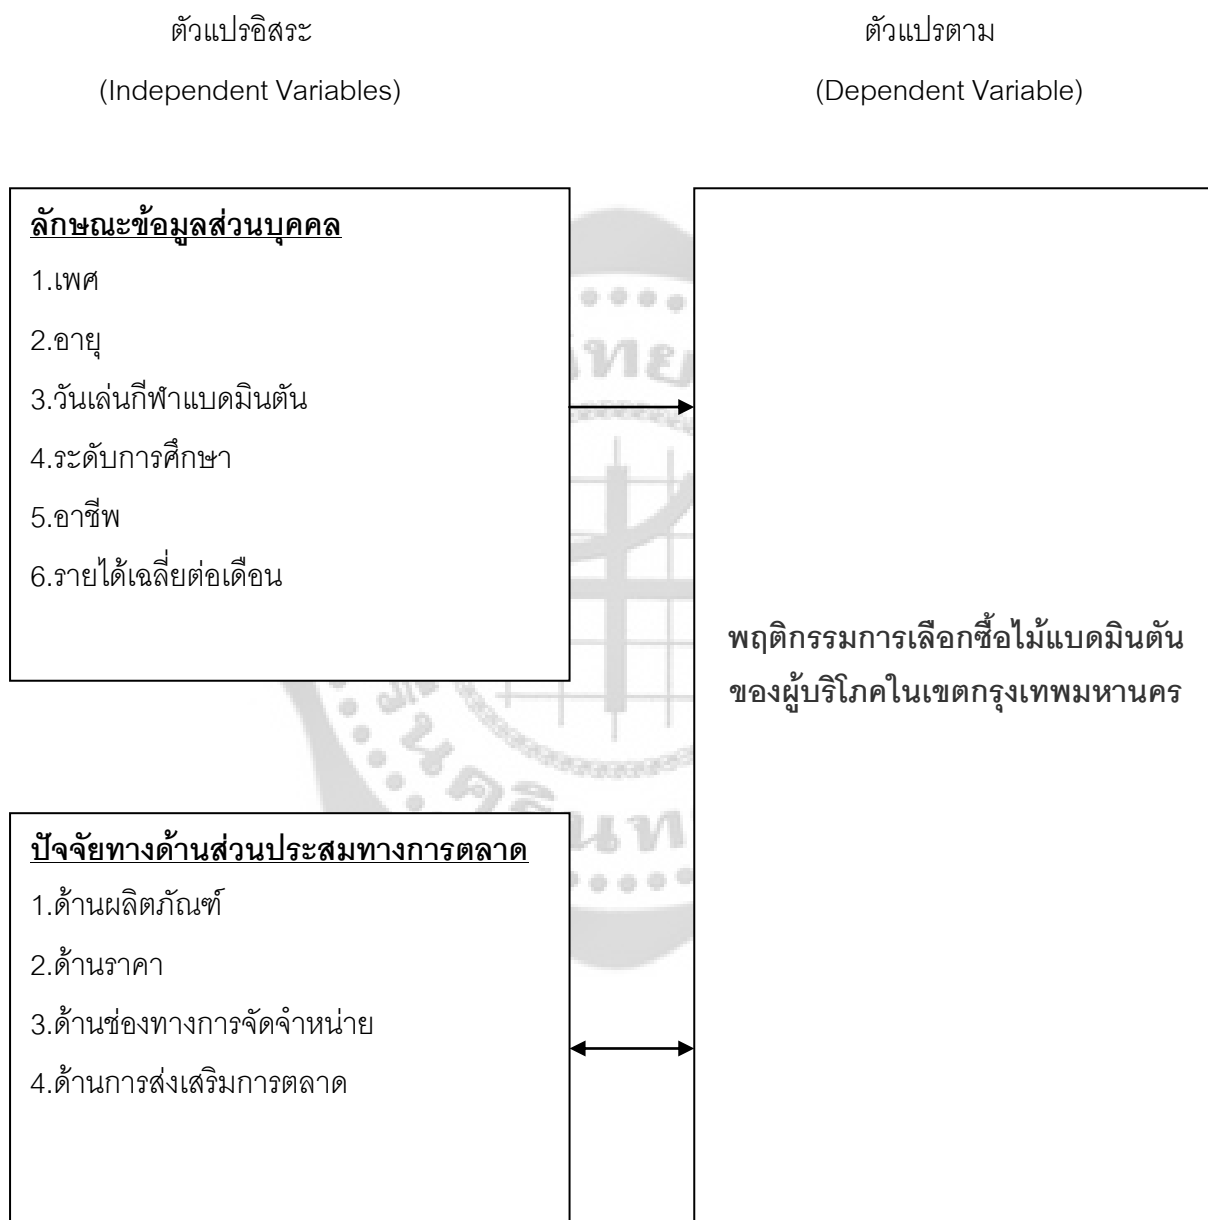 ตัวแปรอิสระ
(Independent Variables)
ตัวแปรตาม
(Dependent Variable)
ลักษณะข้อมูลส่วนบุคคล
1.เพศ
2.อายุ
3.วันเล่นกีฬาแบดมินตัน
4.ระดับการศึกษา
5.อาชีพ
6.รายได้เฉลี่ยต่อเดือน
ปัจจัยทางด้านส่วนประสมทางการตลาด
1.ด้านผลิตภัณฑ์
2.ด้านราคา
3.ด้านช่องทางการจัดจำหน่าย
4.ด้านการส่งเสริมการตลาด
พฤติกรรมการเลือกซื้อไม้แบดมินตัน
ของผู้บริโภคในเขตกรุงเทพมหานคร